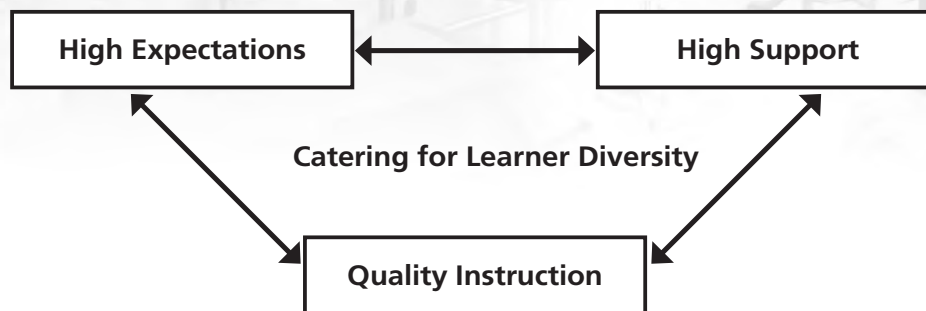 High Expectations
High Support
Catering for Learner Diversity
Quality Instruction